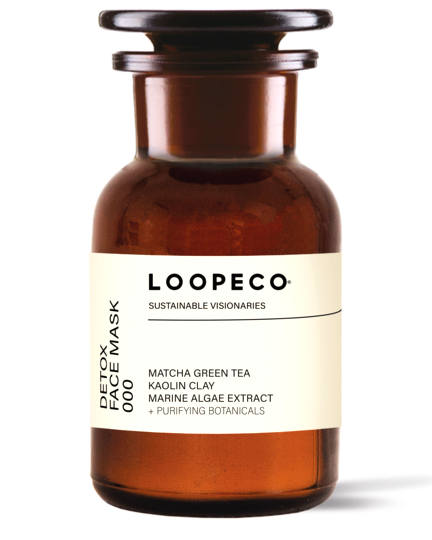 LOOPECO®
SUSTAINABLE VISIONARIES
DETOX
FACE MASK
000
MATCHA GREEN TEA
KAOLIN CLAY
MARINE ALGAE EXTRACT
+ PURIFYING BOTANICALS